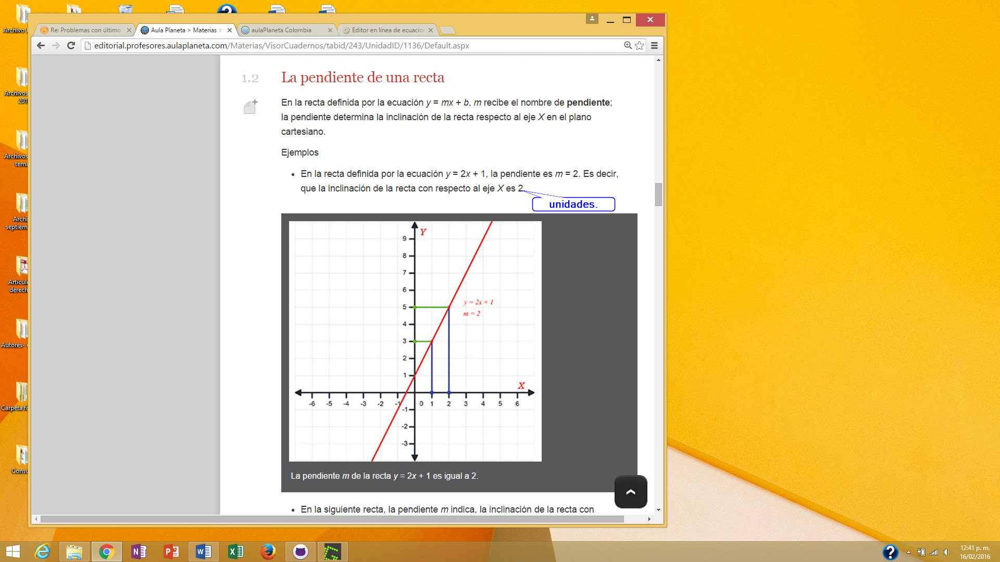 Archivo
Archivos
201
Archivos
tema
Archi
septiem
Artícul
derech
Autores-
Carpeta fó
Consu
Re: Problemas con último
Aula Planeta > Materias >
aulaPlaneta Colombia
Editor en línea de ecuacion
editorial.profesores.aulaplaneta.com/Materias/VisorCuadernos/tabid/243/UnidadID/1136/Default.aspx
1.2 La pendiente de una recta
En la recta definida por la ecuación y = mx + b, m recibe el nombre de pendiente;
la pendiente determina la inclinación de la recta respecto al eje X en el plano
cartesiano.
Ejemplos
• En la recta definida por la ecuación y = 2x + 1, la pendiente es m = 2. Es decir,
que la inclinación de la recta con respecto al eje X es 2.
unidades.
Y
9
8
7
6
5
4
3
2
1
y = 2x + 1
m = 2
X
-6 -5 -4 -3 -2 -1 0 1 2 3 4 5 6
-1
-2
-3
La pendiente m de la recta y = 2x + 1 es igual a 2.
• En la siguiente recta, la pendiente m indica, la inclinación de la recta con
12:41 p. m.
16/02/2016